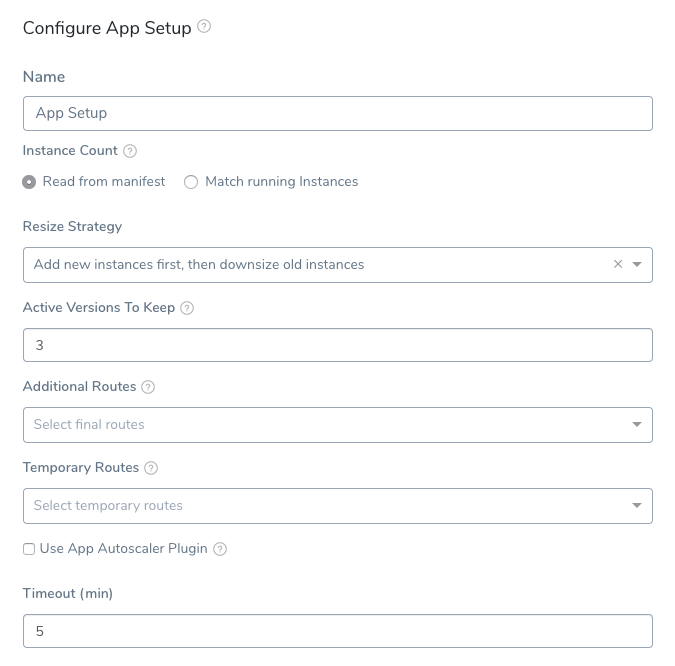 Configure App Setup ?
Name
App Setup
Instance Count ?
Read from manifest Match running Instances
Resize Strategy
Add new instances first, then downsize old instances ×
Active Versions To Keep ?
3
Additional Routes ?
Select final routes
Temporary Routes ?
Select temporary routes
Use App Autoscaler Plugin ?
Timeout (min)
5